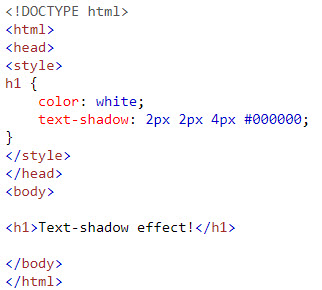 <!DOCTYPE html>
<html>
<head>
<style>
h1 {
    color: white;
    text-shadow: 2px 2px 4px #000000;
}
</style>
</head>
<body>

<h1>Text-shadow effect!</h1>

</body>
</html>